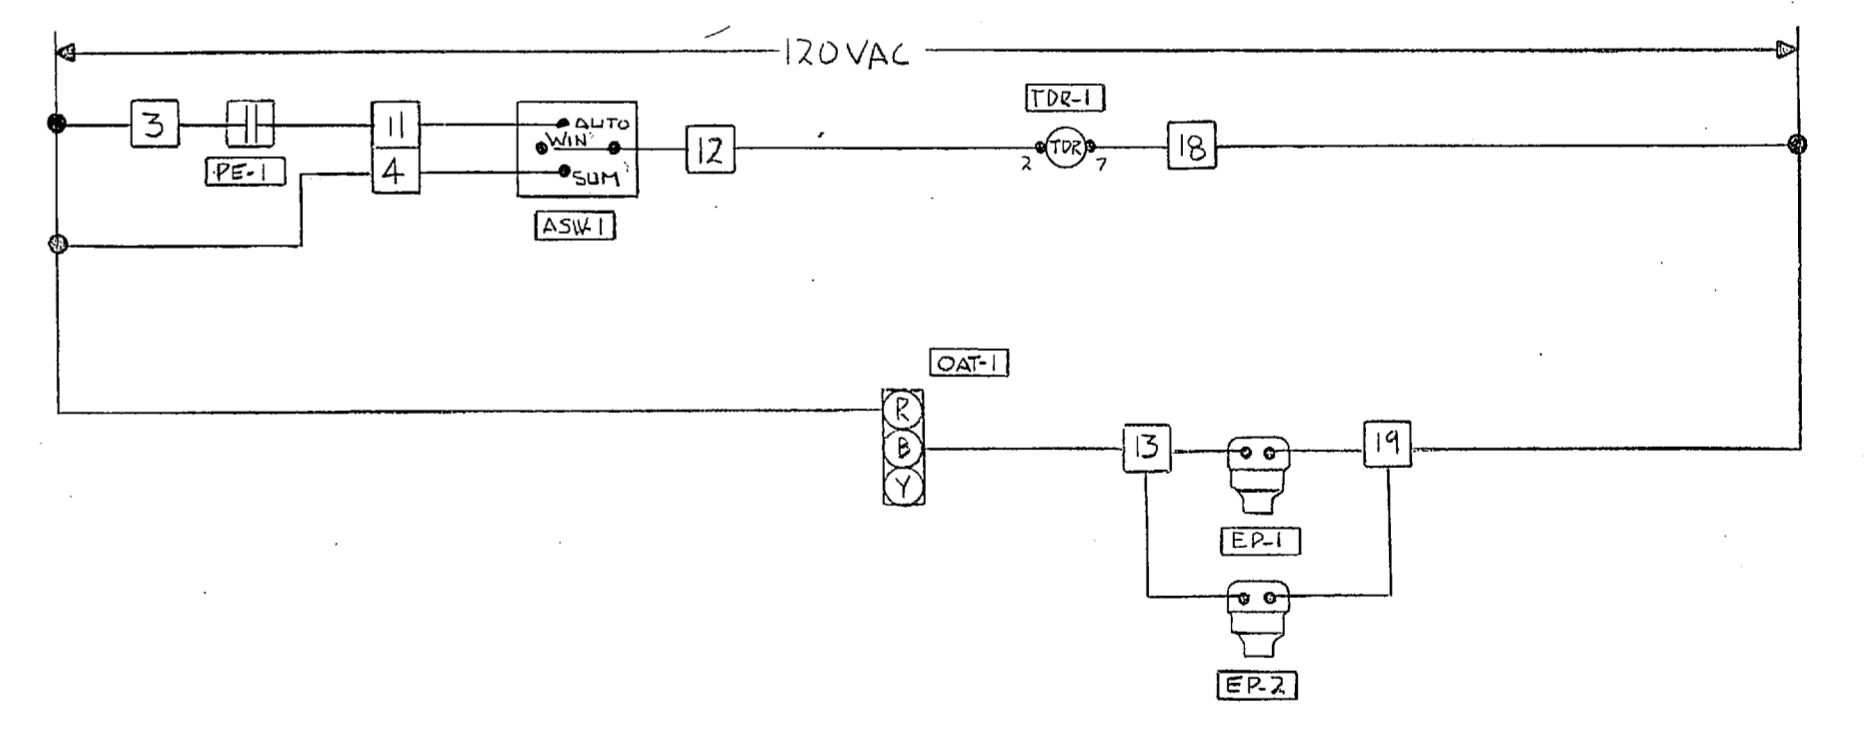 120VAC
TDR-1
3
11
AUTO
WIN
12
2
TDR
7
18
PE-1
4
SUM
ASW-1
OAT-1
R
B
Y
13
19
EP-1
EP-2